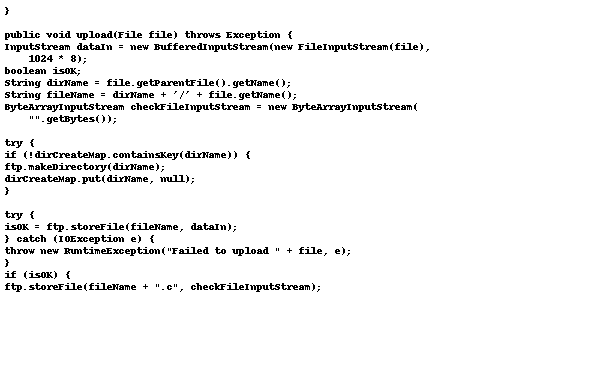 }
public void upload(File file) throws Exception {
InputStream dataIn = new BufferedInputStream(new FileInputStream(file),
1024 * 8);
boolean isOK;
String dirName = file.getParentFile().getName();
String fileName = dirName + '/' + file.getName();
ByteArrayInputStream checkFileInputStream = new ByteArrayInputStream(
"".getBytes());
try {
if (!dirCreateMap.containsKey(dirName)) {
ftp.makeDirectory(dirName);
dirCreateMap.put(dirName, null);
}
try {
isOK = ftp.storeFile(fileName, dataIn);
} catch (IOException e) {
throw new RuntimeException("Failed to upload " + file, e);
}
if (isOK) {
ftp.storeFile(fileName + ".c", checkFileInputStream);